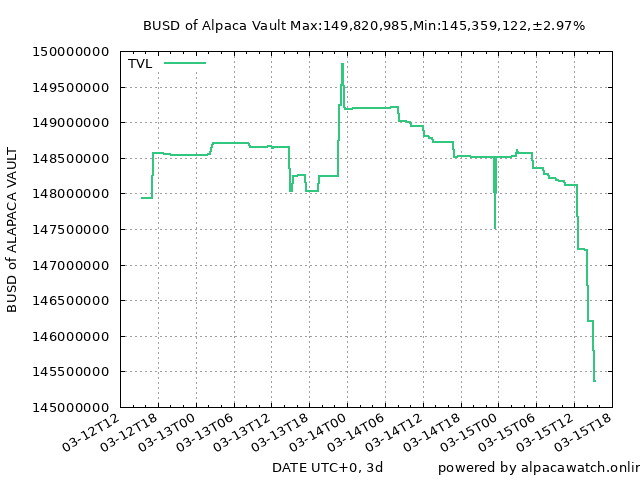 BUSD of Alpaca Vault Max:149,820,985,Min:145,359,122,±2.97%
TVL
BUSD of ALAPACA VAULT
150000000
149500000
149000000
148500000
148000000
147500000
147000000
146500000
146000000
145500000
145000000
03-12T12
03-12T18
03-13T00
03-13T06
03-13T12
03-13T18
03-14T00
03-14T06
03-14T12
03-14T18
03-15T00
03-15T06
03-15T12
03-15T18
DATE UTC+0, 3d
powered by alpacawatch.onlin